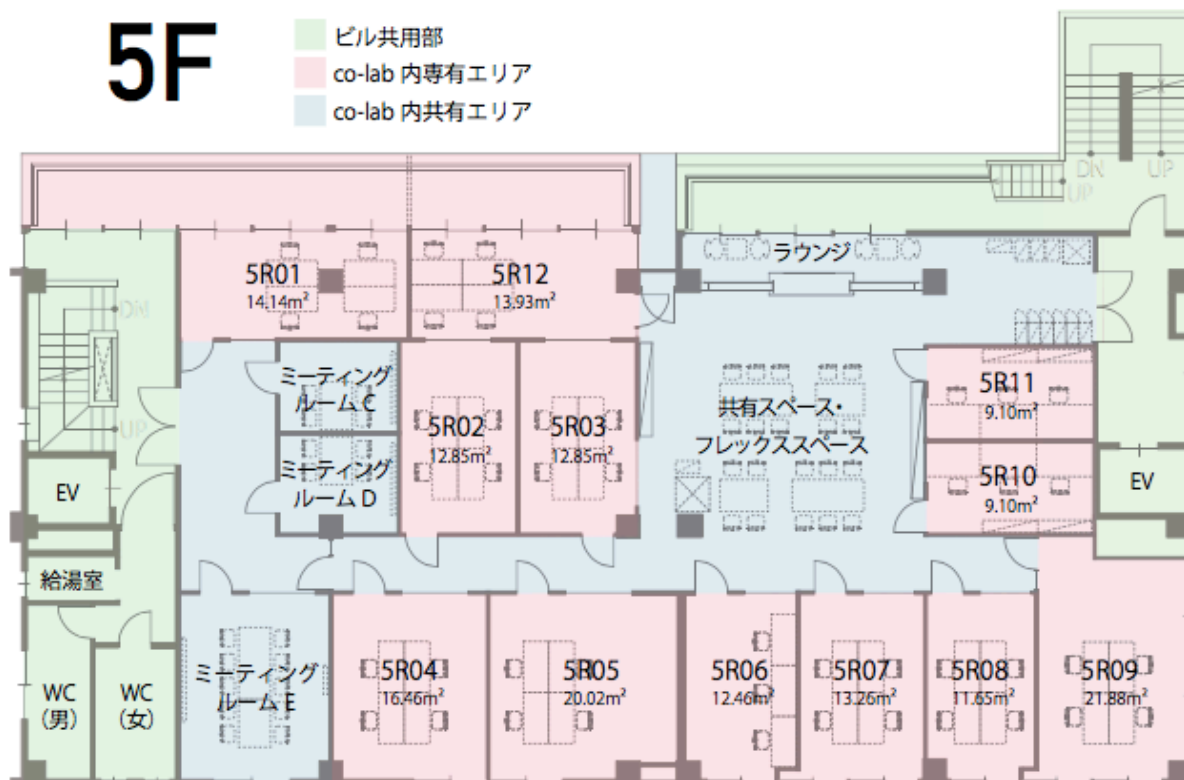 5F
ビル共用部
co-lab 内専有エリア
co-lab 内共有エリア
DN
UP
UP
ラウンジ
5R01
14.14m²
5R12
13.93m²
DN
UP
ミーティング
ルーム C
5R02
12.85m²
5R03
12.85m²
共有スペース・
フレックススペース
5R11
9.10m²
ミーティング
ルーム D
5R10
9.10m²
EV
EV
給湯室
ミーティング
ルーム E
5R04
16.46m²
5R05
20.02m²
5R06
12.46m²
5R07
13.26m²
5R08
11.65m²
5R09
21.88m²
WC
(男)
WC
(女)